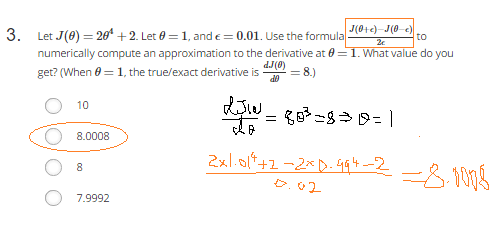 3. Let J(θ) = 2θ⁴ + 2. Let θ = 1, and ϵ = 0.01. Use the formula J(θ+ϵ)−J(θ−ϵ) / 2ϵ to
numerically compute an approximation to the derivative at θ = 1. What value do you
get? (When θ = 1, the true/exact derivative is dJ(θ)/dθ = 8.)
10
8.0008
8
7.9992
dJ(θ)/dθ = 8θ³ = 8 ⇒ θ = 1
2×1.01⁴+2 −2×0.99⁴−2 / 0.02 = 8.0008